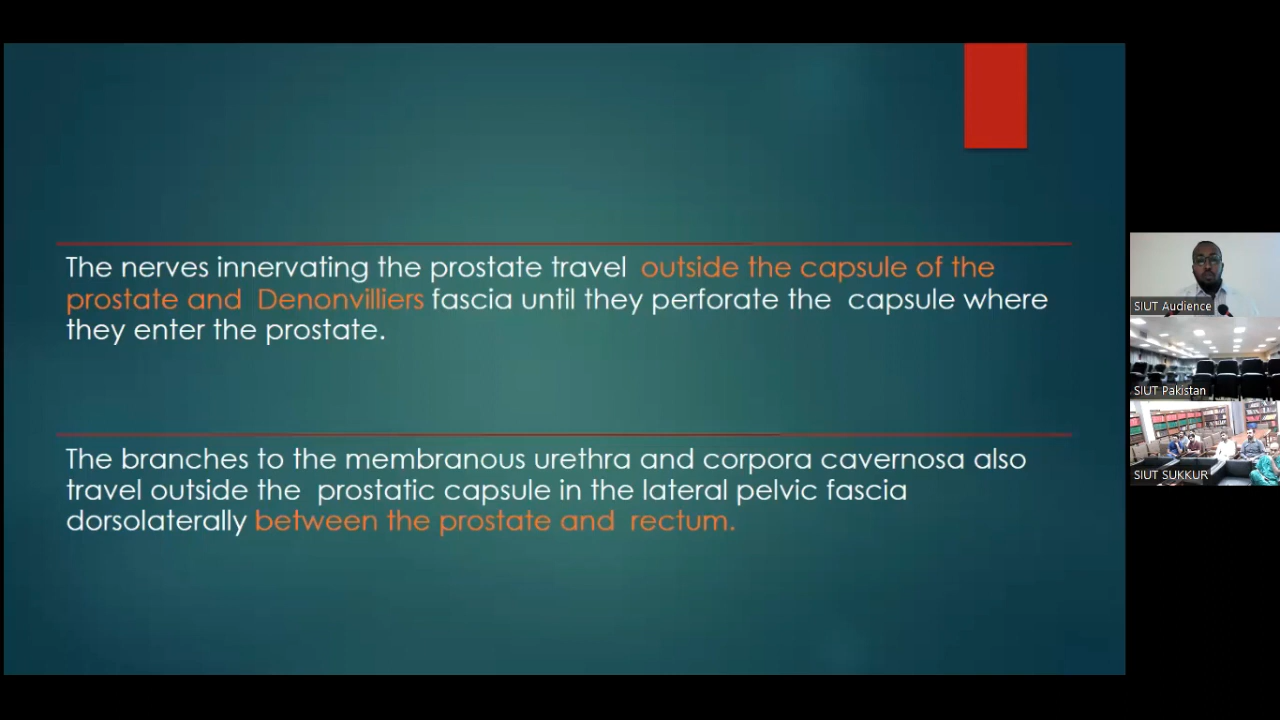 The nerves innervating the prostate travel outside the capsule of the
prostate and Denonvilliers fascia until they perforate the capsule where
they enter the prostate.
The branches to the membranous urethra and corpora cavernosa also
travel outside the prostatic capsule in the lateral pelvic fascia
dorsolaterally between the prostate and rectum.
SIUT Audience
SIUT Pakistan
SIUT SUKKUR